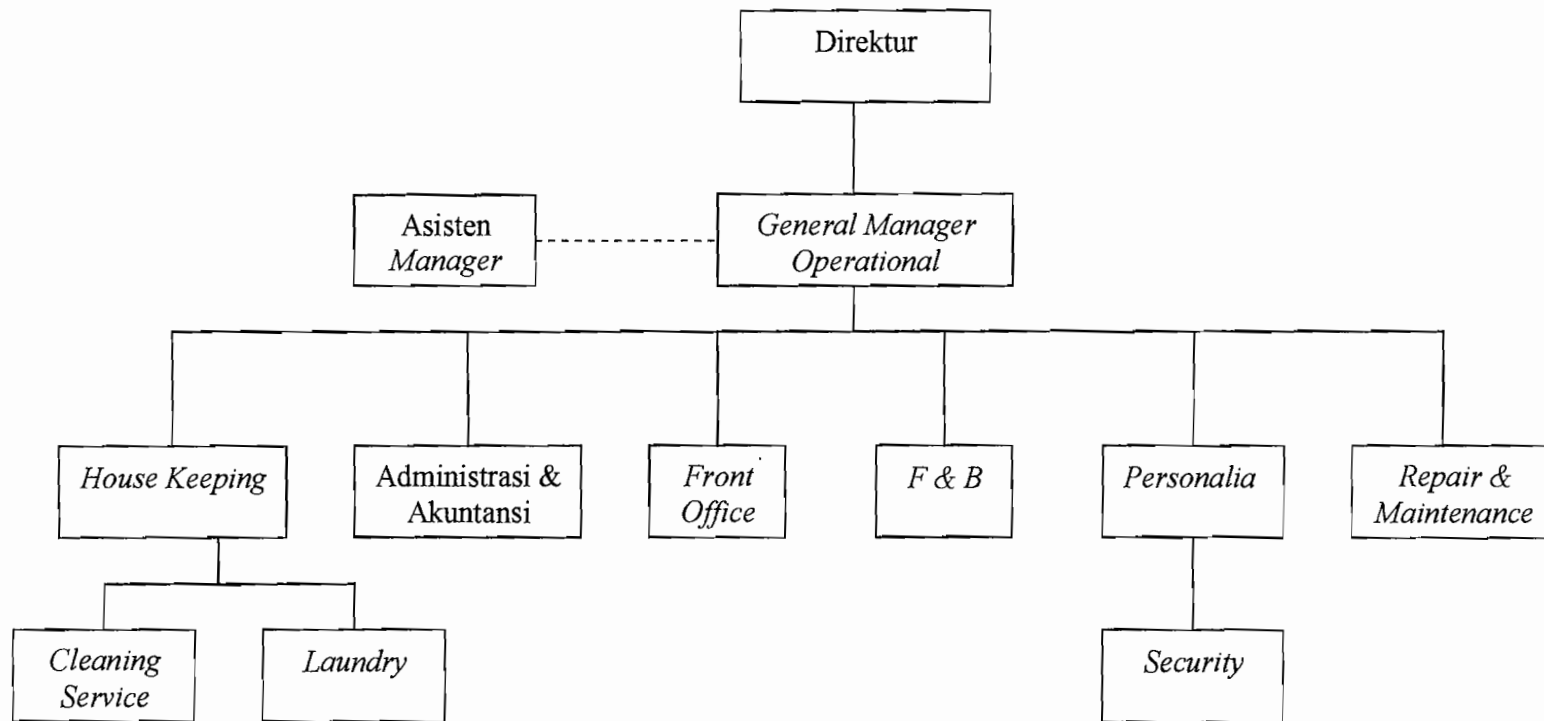 Direktur
Asisten
Manager
General Manager
Operational
House Keeping
Administrasi &
Akuntansi
Front
Office
F & B
Personalia
Repair &
Maintenance
Cleaning
Service
Laundry
Security